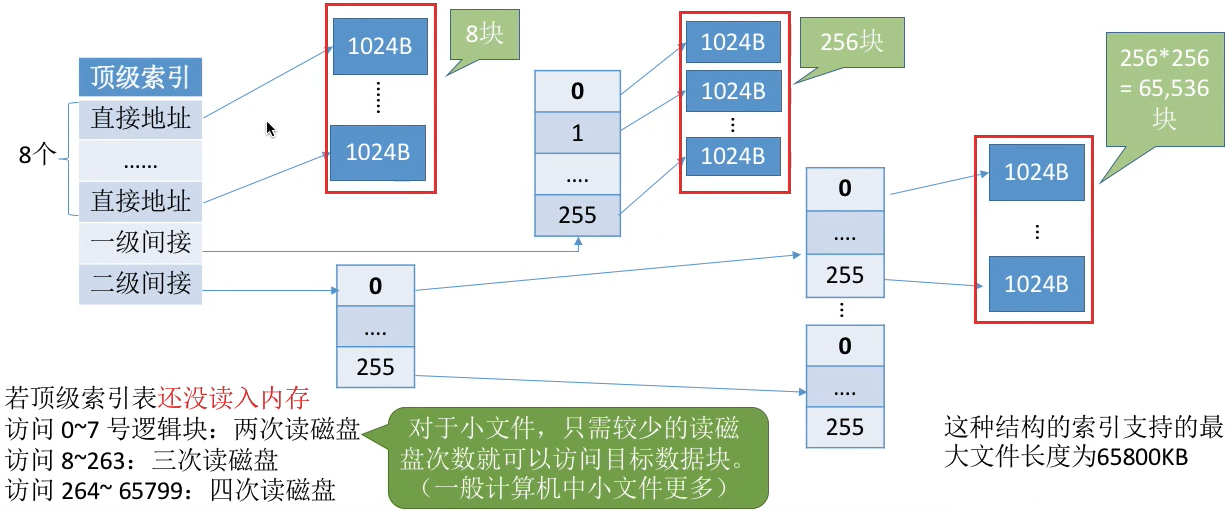 顶级索引
直接地址
……
直接地址
一级间接
二级间接
8个
1024B
1024B
8块
0
1
....
255
1024B
1024B
1024B
256块
0
....
255
0
....
255
0
....
255
1024B
1024B
256*256
= 65,536
块
若顶级索引表还没读入内存
访问 0~7 号逻辑块：两次读磁盘
访问 8~263：三次读磁盘
访问 264~ 65799：四次读磁盘
对于小文件，只需较少的读磁
盘次数就可以访问目标数据块。
（一般计算机中小文件更多）
这种结构的索引支持的最
大文件长度为65800KB